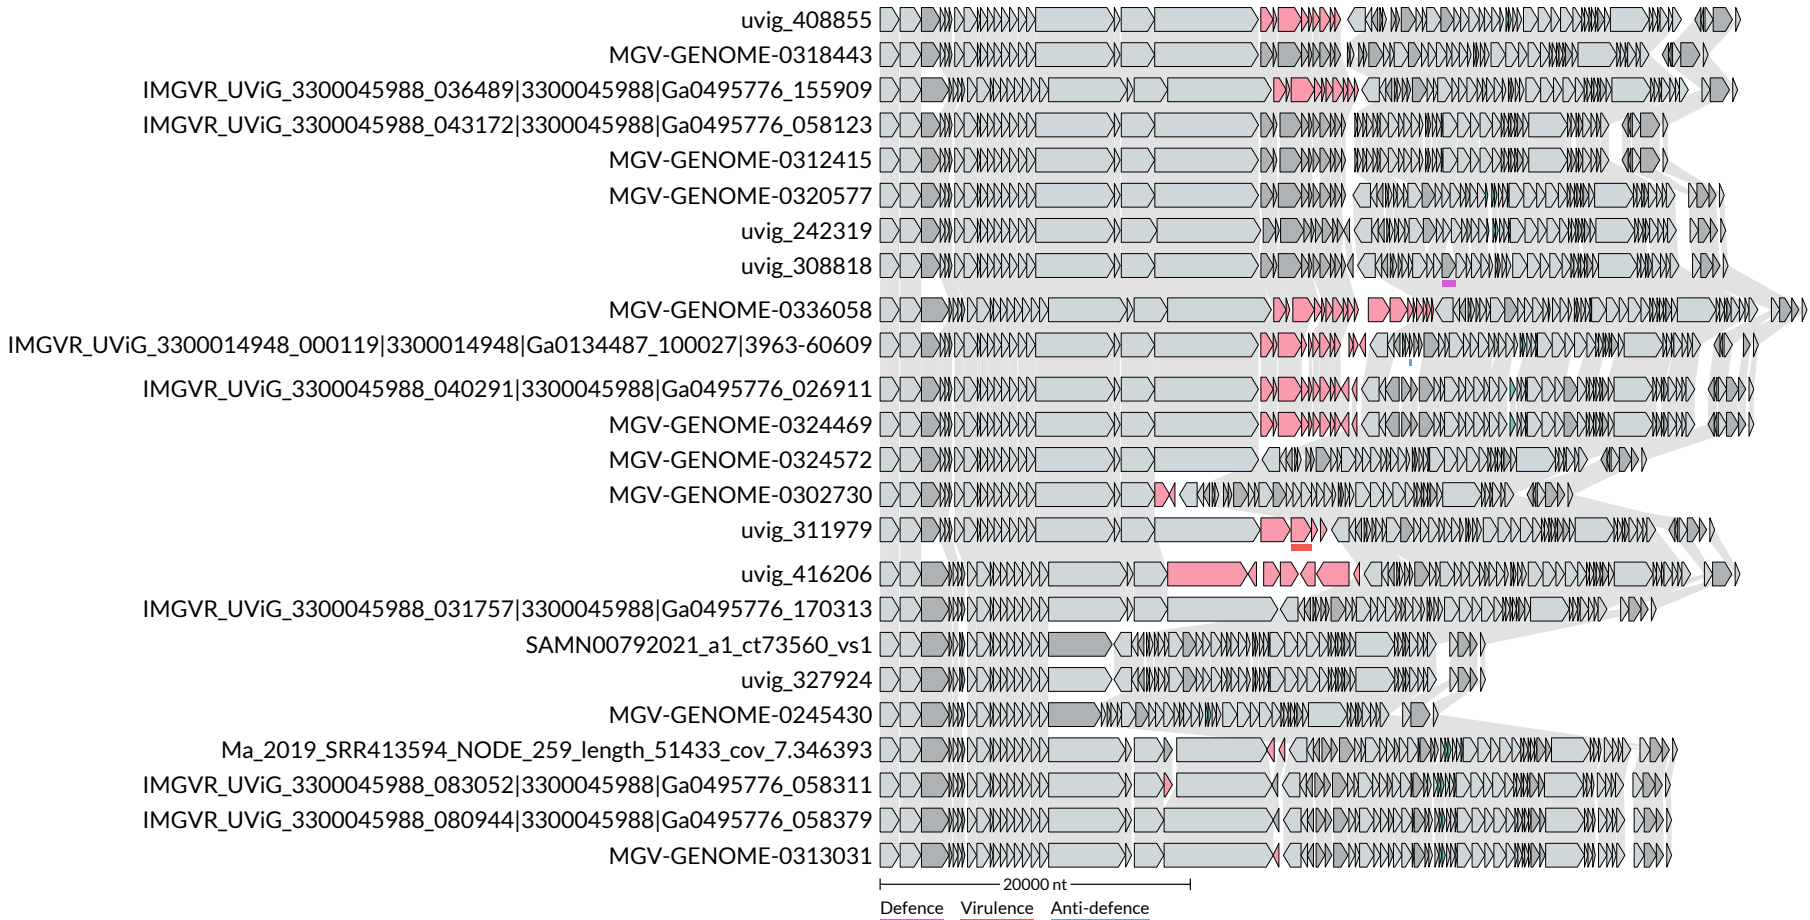 uvig_408855
MGV-GENOME-0318443
IMGVR_UViG_3300045988_036489|3300045988|Ga0495776_155909
IMGVR_UViG_3300045988_043172|3300045988|Ga0495776_058123
MGV-GENOME-0312415
MGV-GENOME-0320577
uvig_242319
uvig_308818
MGV-GENOME-0336058
IMGVR_UViG_3300014948_000119|3300014948|Ga0134487_100027|3963-60609
IMGVR_UViG_3300045988_040291|3300045988|Ga0495776_026911
MGV-GENOME-0324469
MGV-GENOME-0324572
MGV-GENOME-0302730
uvig_311979
uvig_416206
IMGVR_UViG_3300045988_031757|3300045988|Ga0495776_170313
SAMN00792021_a1_ct73560_vs1
uvig_327924
MGV-GENOME-0245430
Ma_2019_SRR413594_NODE_259_length_51433_cov_7.346393
IMGVR_UViG_3300045988_083052|3300045988|Ga0495776_058311
IMGVR_UViG_3300045988_080944|3300045988|Ga0495776_058379
MGV-GENOME-0313031
20000 nt
Defence Virulence Anti-defence